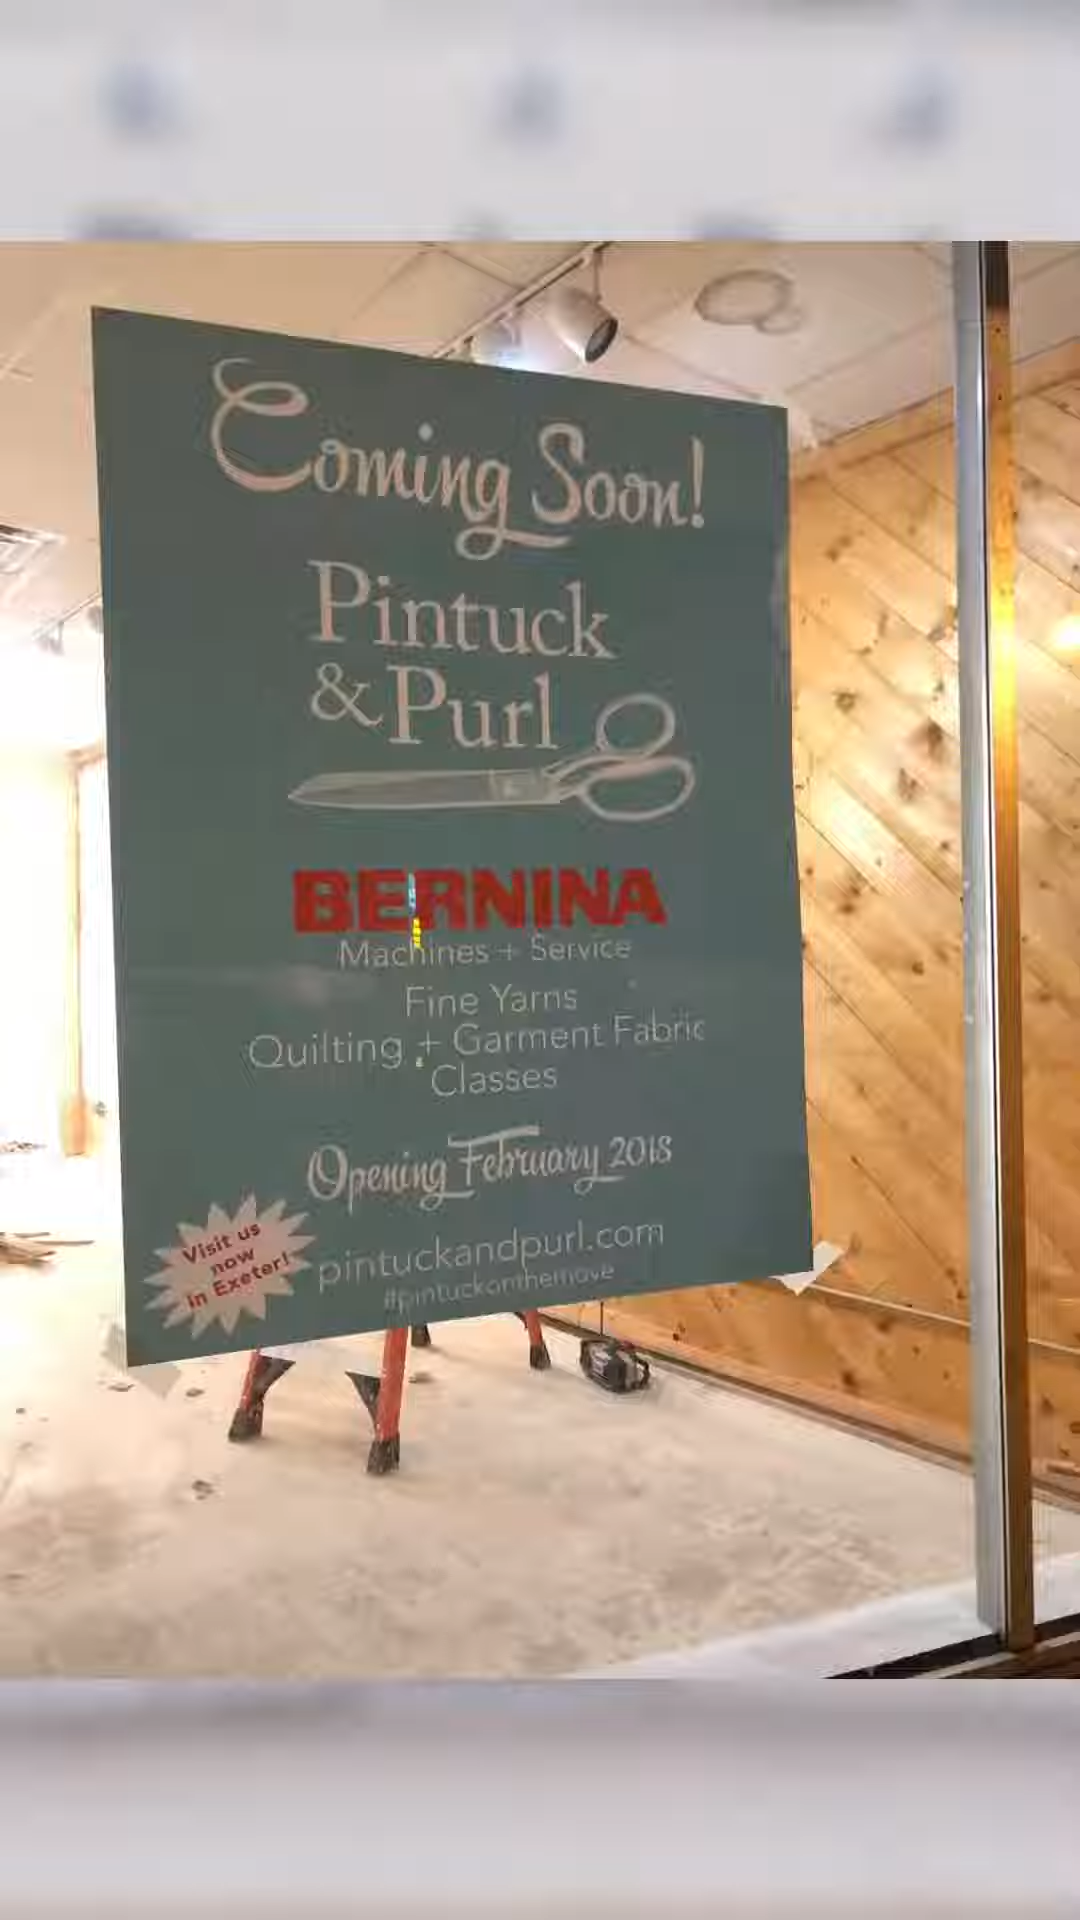 Coming Soon!
Pintuck
& Purl
BERNINA
Machines + Service
Fine Yarns
Quilting + Garment Fabric
Classes
Opening February 2018
Visit us
now
in Exeter!
pintuckandpurl.com
#pintuckonthemove